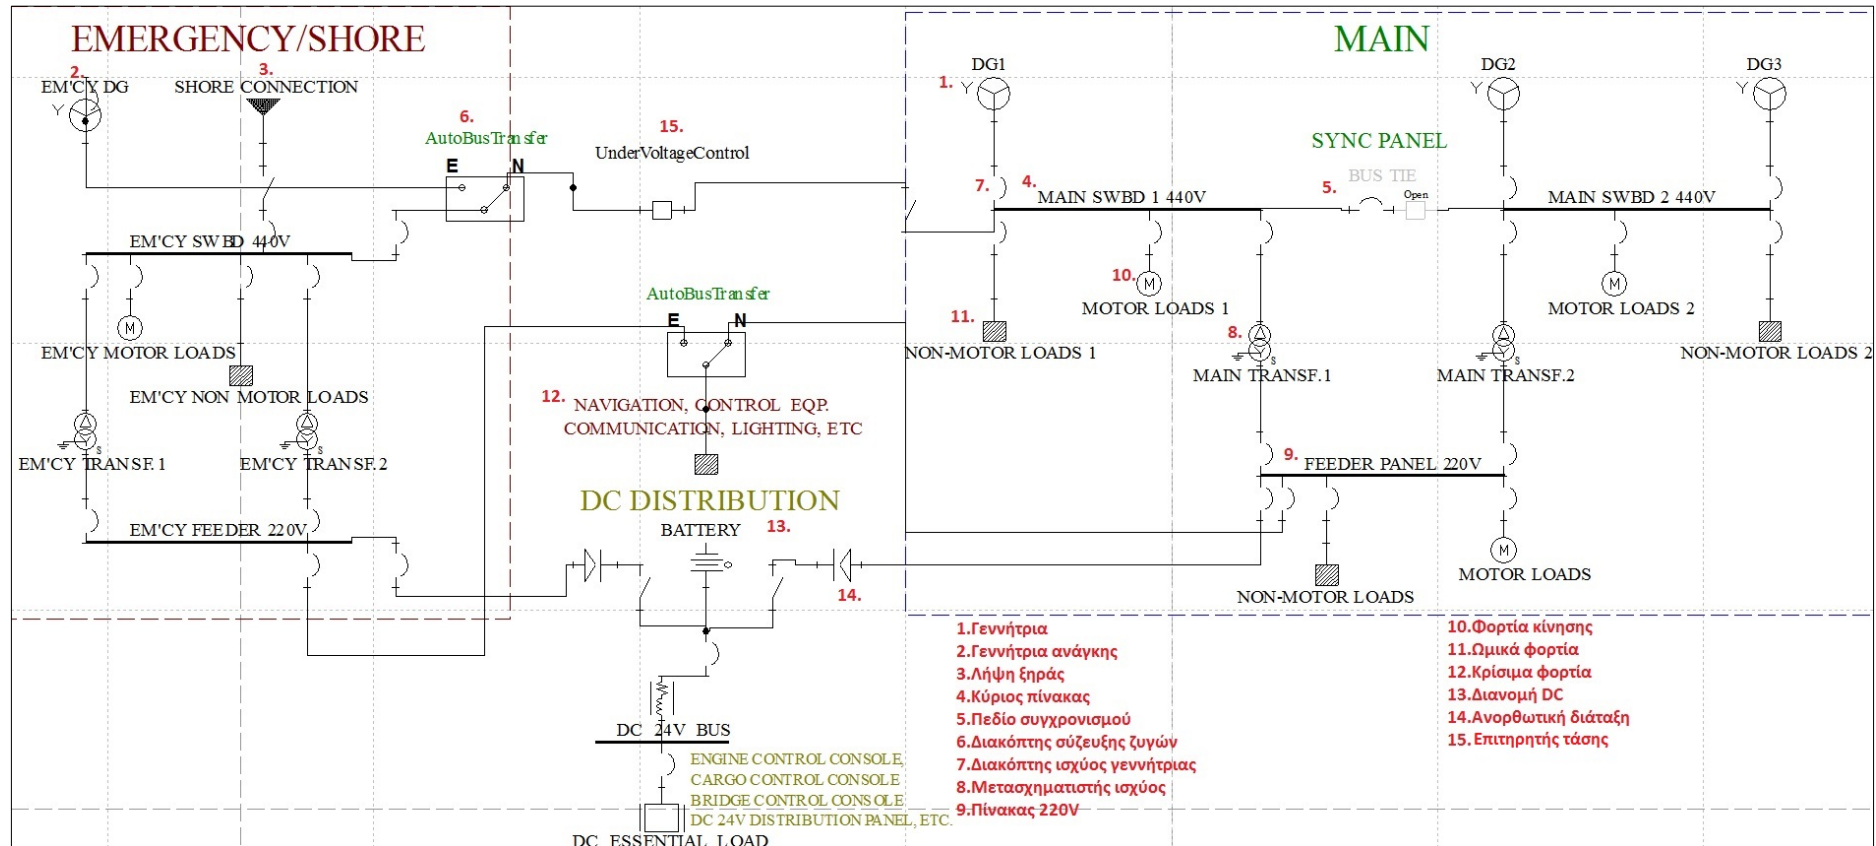 EMERGENCY/SHORE
MAIN
2.
EM'CY DG
3.
SHORE CONNECTION
6.
AutoBusTransfer
E
N
15.
UnderVoltageControl
1.
DG1
DG2
DG3
Y
Y
Y
Y
SYNC PANEL
BUS TIE
Open
7.
4.
MAIN SWBD 1 440V
5.
MAIN SWBD 2 440V
EM'CY SWBD 440V
AutoBusTransfer
E
N
10.
M
MOTOR LOADS 1
M
MOTOR LOADS 2
11.
NON-MOTOR LOADS 1
8.
S
MAIN TRANSF.1
S
MAIN TRANSF.2
NON-MOTOR LOADS 2
M
EM'CY MOTOR LOADS
EM'CY NON MOTOR LOADS
12.
NAVIGATION, CONTROL EQP.
COMMUNICATION, LIGHTING, ETC
S
EM'CY TRANSF.1
S
EM'CY TRANSF.2
9.
FEEDER PANEL 220V
DC DISTRIBUTION
BATTERY
13.
EM'CY FEEDER 220V
14.
M
MOTOR LOADS
NON-MOTOR LOADS
DC 24V BUS
ENGINE CONTROL CONSOLE,
CARGO CONTROL CONSOLE
BRIDGE CONTROL CONSOLE
DC 24V DISTRIBUTION PANEL, ETC.
DC ESSENTIAL LOAD
1.Γεννήτρια
2.Γεννήτρια ανάγκης
3.Λήψη ξηράς
4.Κύριος πίνακας
5.Πεδίο συγχρονισμού
6.Διακόπτης σύζευξης ζυγών
7.Διακόπτης ισχύος γεννήτριας
8.Μετασχηματιστής ισχύος
9.Πίνακας 220V
10.Φορτία κίνησης
11.Ωμικά φορτία
12.Κρίσιμα φορτία
13.Διανομή DC
14.Ανορθωτική διάταξη
15.Επιτηρητής τάσης